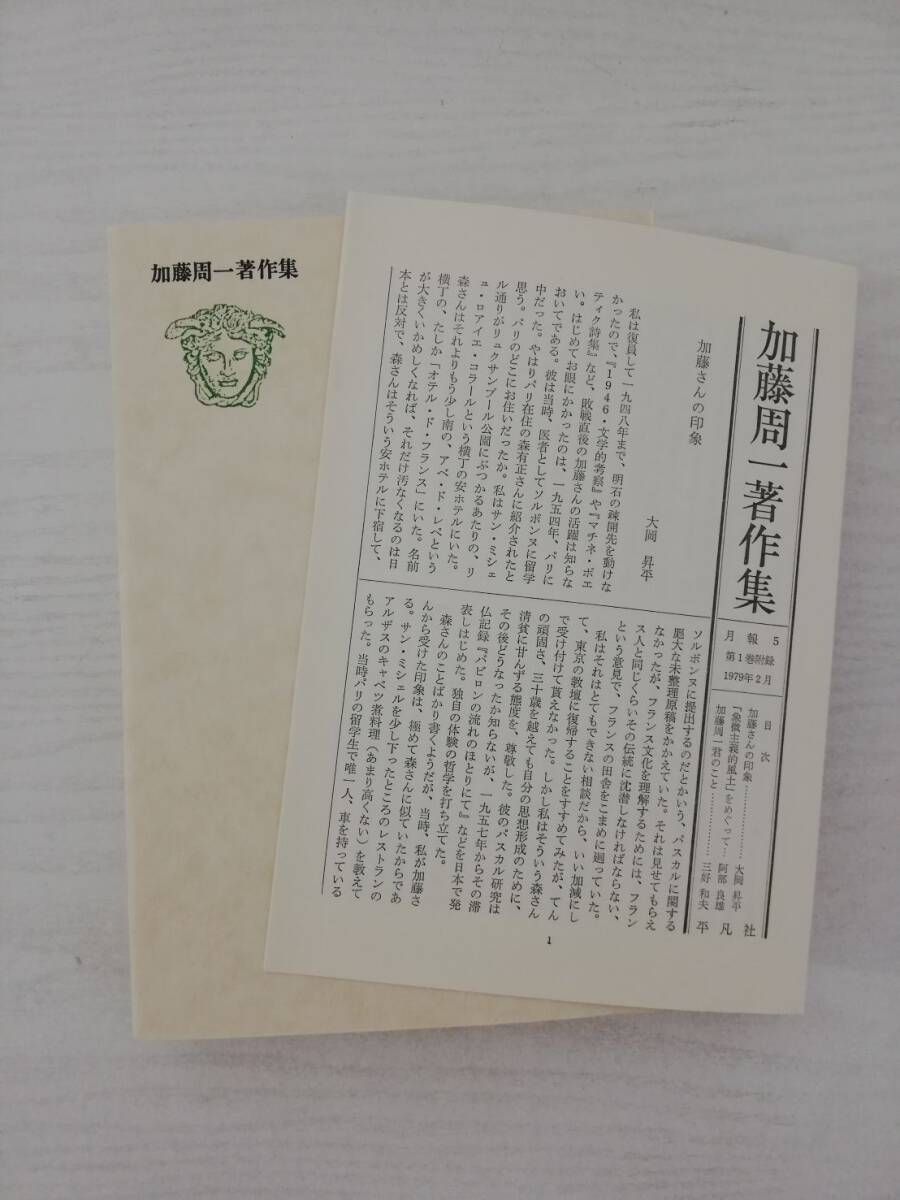 加藤周一著作集
加藤周一著作集
月報 5
第1巻附録
1979年2月
目次
加藤さんの印象…………大岡 昇平
「象徴主義的風土」をめぐって…阿部 良雄
加藤周一君のこと…………三好 和夫
平凡社
加藤さんの印象
大岡 昇平
私は復員して一九四八年まで、明石の疎開先を動けな
かったので、『1946・文学的考察』や『マチネ・ポエ
ティク詩集』など、敗戦直後の加藤さんの活躍は知らな
い。はじめてお眼にかかったのは、一九五四年、パリに
おいてである。彼は当時、医者としてソルボンヌに留学
中だった。やはりパリ在住の森有正さんに紹介されたと
思う。パリのどこにお住いだったか。私はサン・ミシェ
ル通りがリュクサンブール公園にぶつかるあたりの、リ
ュ・ロアイエ・コラールという横丁の安ホテルにいた。
森さんはそれよりもう少し南の、アベ・ド・レペという
横丁の、たしか「オテル・ド・フランス」にいた。名前
が大きくいかめしくなれば、それだけ汚なくなるのは日
本とは反対で、森さんはそういう安ホテルに下宿して、
ソルボンヌに提出するのだとかいう、パスカルに関する
厖大な未整理原稿をかかえていた。それは見せてもらえ
なかったが、フランス文化を理解するためには、フラン
ス人と同じくらいその伝統に沈潜しなければならない、
という意見で、フランスの田舎をこまめに廻っていた。
私はそれはとてもできない相談だから、いい加減にし
て、東京の教壇に復帰することをすすめてみたが、てん
で受け付けて貰えなかった。しかし私はそういう森さん
の頑固さ、三十歳を越えても自分の思想形成のために、
清貧に甘んずる態度を、尊敬した。彼のパスカル研究は
その後どうなったか知らないが、一九五七年からその滞
仏記録『バビロンの流れのほとりにて』などを日本で発
表しはじめた。独自の体験の哲学を打ち立てた。
森さんのことばかり書くようだが、当時、私が加藤さ
んから受けた印象は、極めて森さんに似ていたからであ
る。サン・ミシェルを少し下ったところのレストランの
アルザスのキャベツ煮料理（あまり高くない）を教えて
もらった。当時パリの留学生で唯一人、車を持っている
1